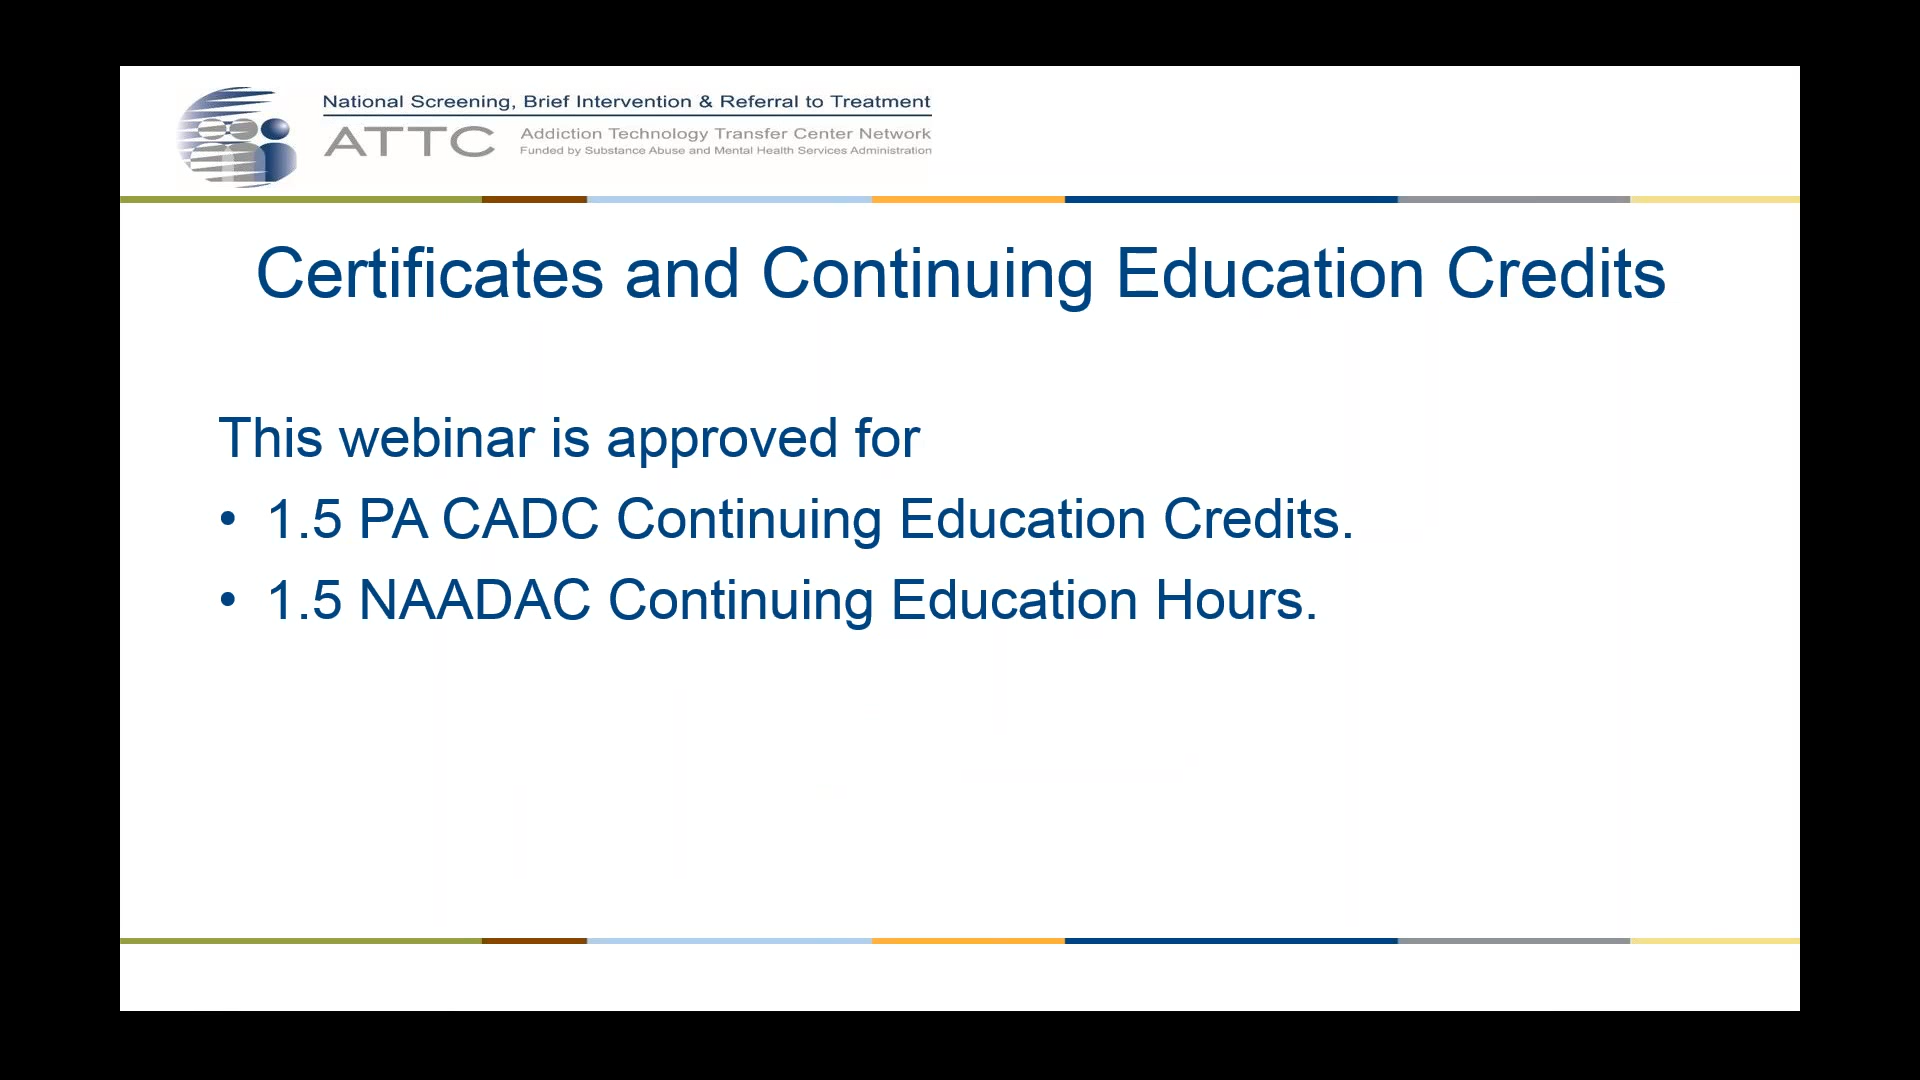 National Screening, Brief Intervention & Referral to Treatment
ATTC
Addiction Technology Transfer Center Network
Funded by Substance Abuse and Mental Health Services Administration
Certificates and Continuing Education Credits
This webinar is approved for
• 1.5 PA CADC Continuing Education Credits.
• 1.5 NAADAC Continuing Education Hours.